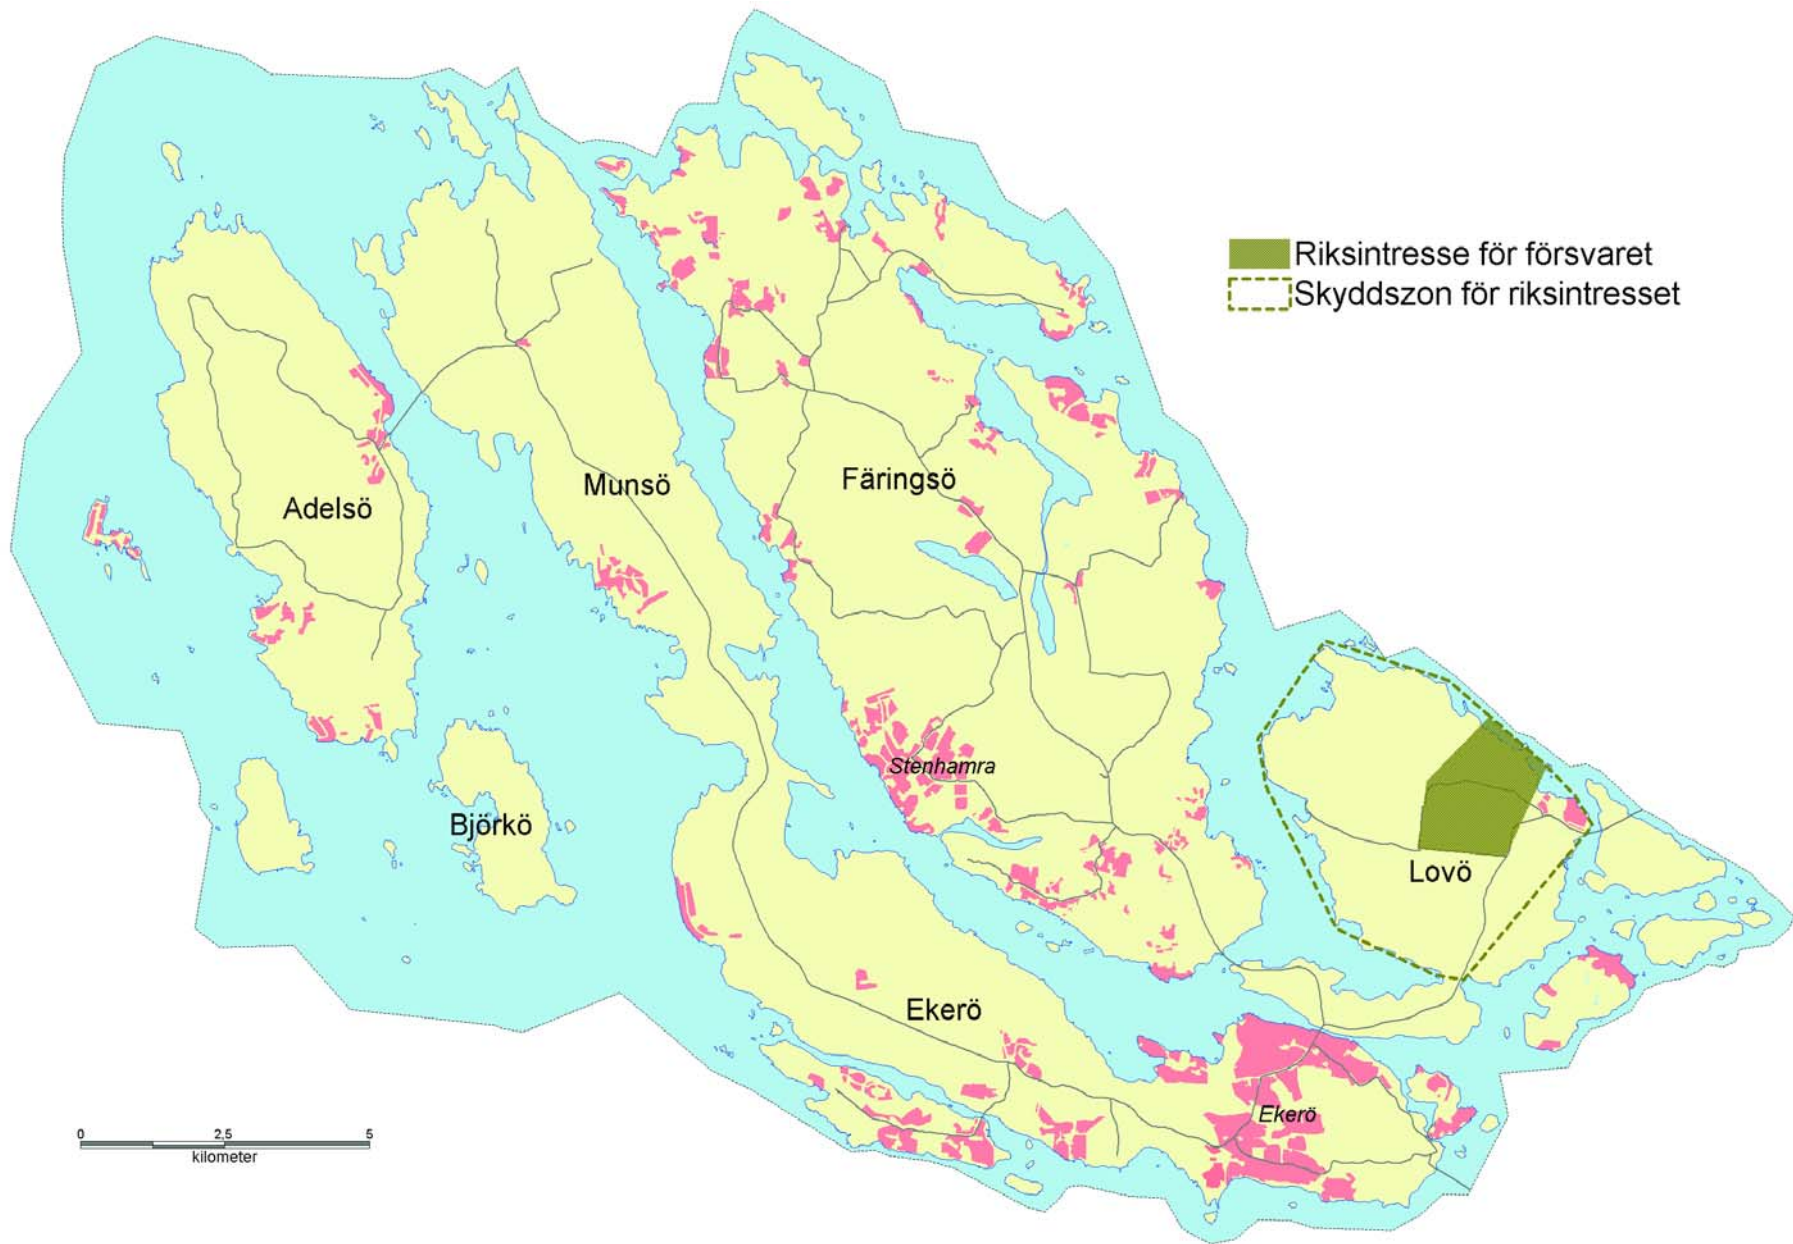 Riksintresse för försvaret
Skyddszon för riksintresset
Munsö
Färingsö
Adelsö
Stenhamra
Björkö
Lovö
Ekerö
Ekerö
0 2,5 5
kilometer